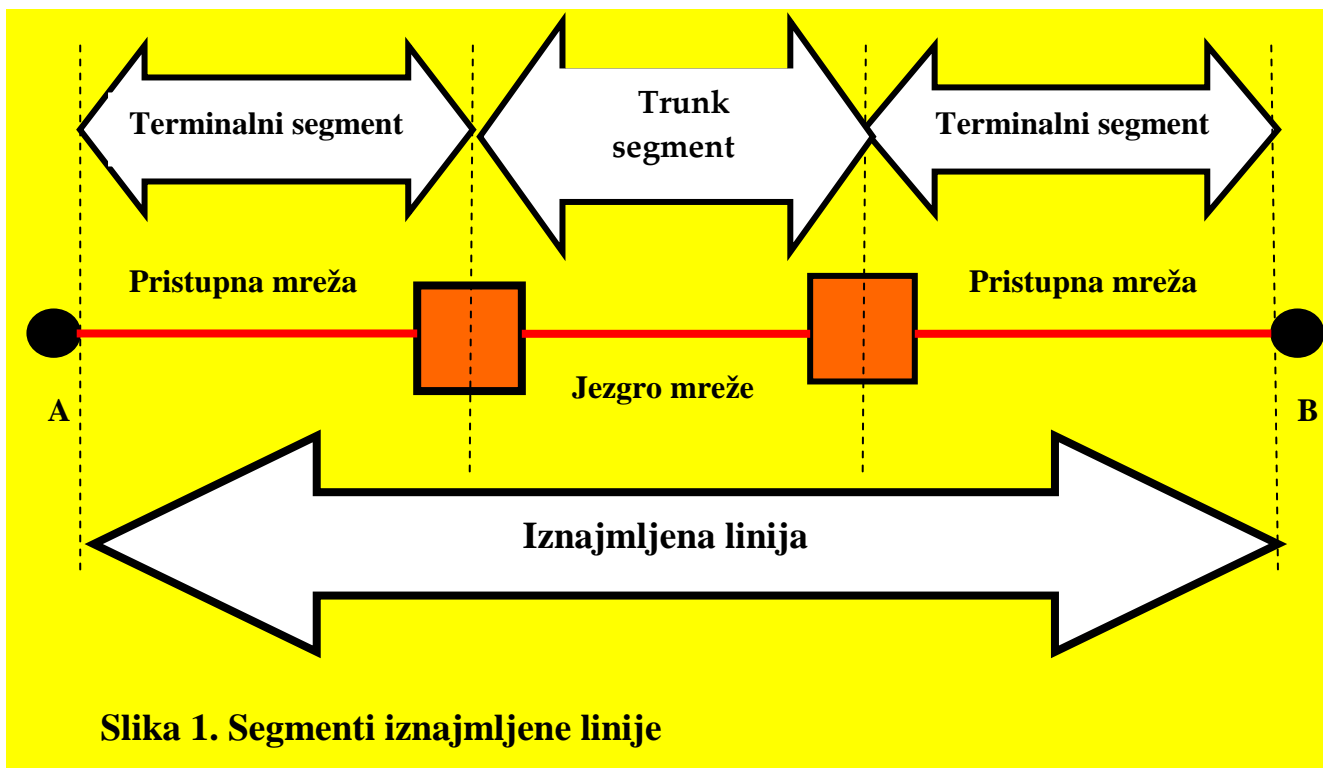 Terminalni segment
Trunk
segment
Terminalni segment
Pristupna mreža
Pristupna mreža
Jezgro mreže
A
B
Iznajmljena linija
Slika 1. Segmenti iznajmljene linije